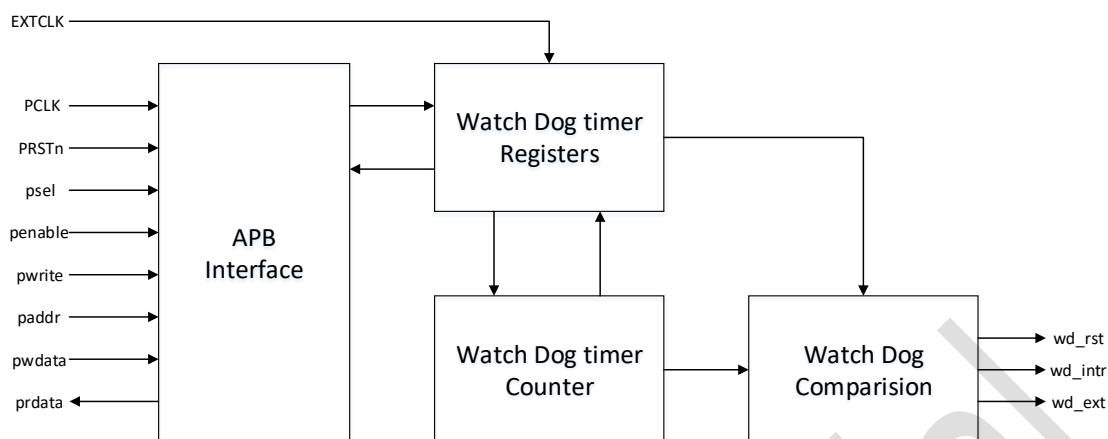 EXTCLK
PCLK
PRSTn
psel
penable
pwrite
paddr
pwdata
prdata
APB
Interface
Watch Dog timer
Registers
Watch Dog timer
Counter
Watch Dog
Comparision
wd_rst
wd_intr
wd_ext